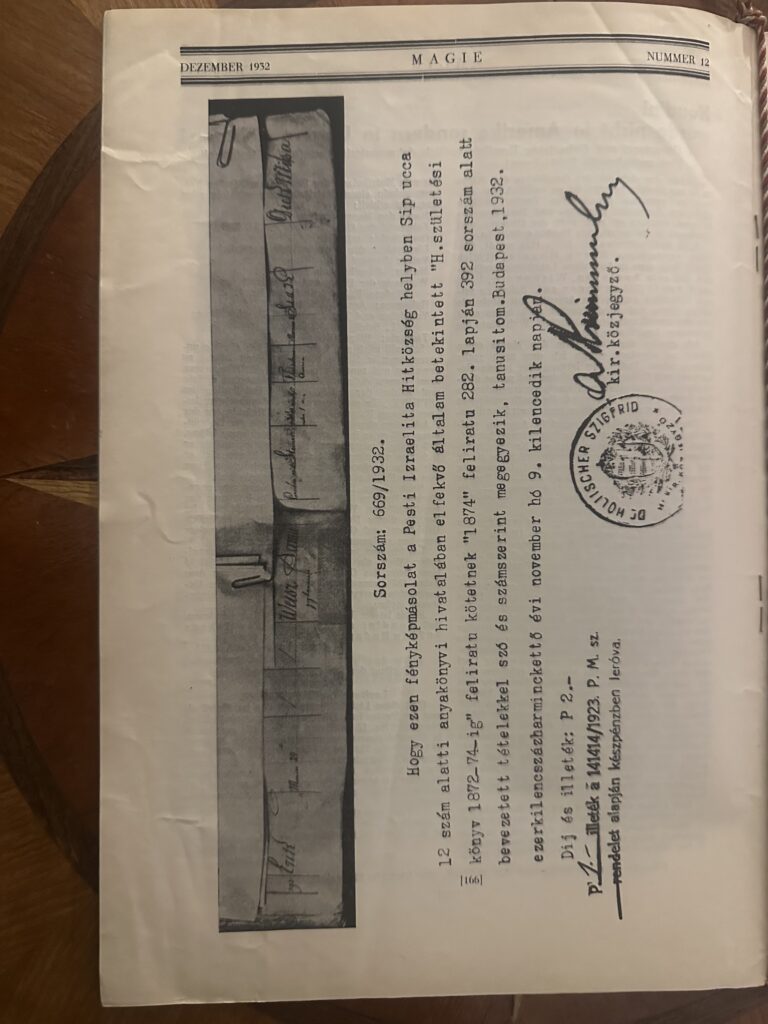 DEZEMBER 1932 MAGIE NUMMER 12
Erich
Weisz
Sorszám: 669/1932.
Hogy ezen fényképmásolat a Pesti Izraelita Hitközség helyben Sip ucca
12 szám alatti anyakönyvi hivatalában elfekvő általam betekintett "H.születési
könyv 1872-74-ig" feliratu kötetnek "1874" feliratu 282. lapján 392 sorszám alatt
bevezetett tételekkel szó és számszerint megegyezik, tanusitom.Budapest,1932.
ezerkilencszázharminckettő évi november hó 9. kilencedik napján.
Dij és illeték: P 2.-
P 1.- illeték a 141414/1923. P. M. sz.
rendelet alapján készpénzben leróva.
DR HOLITSCHER SZIGFRID
kir.közjegyző.